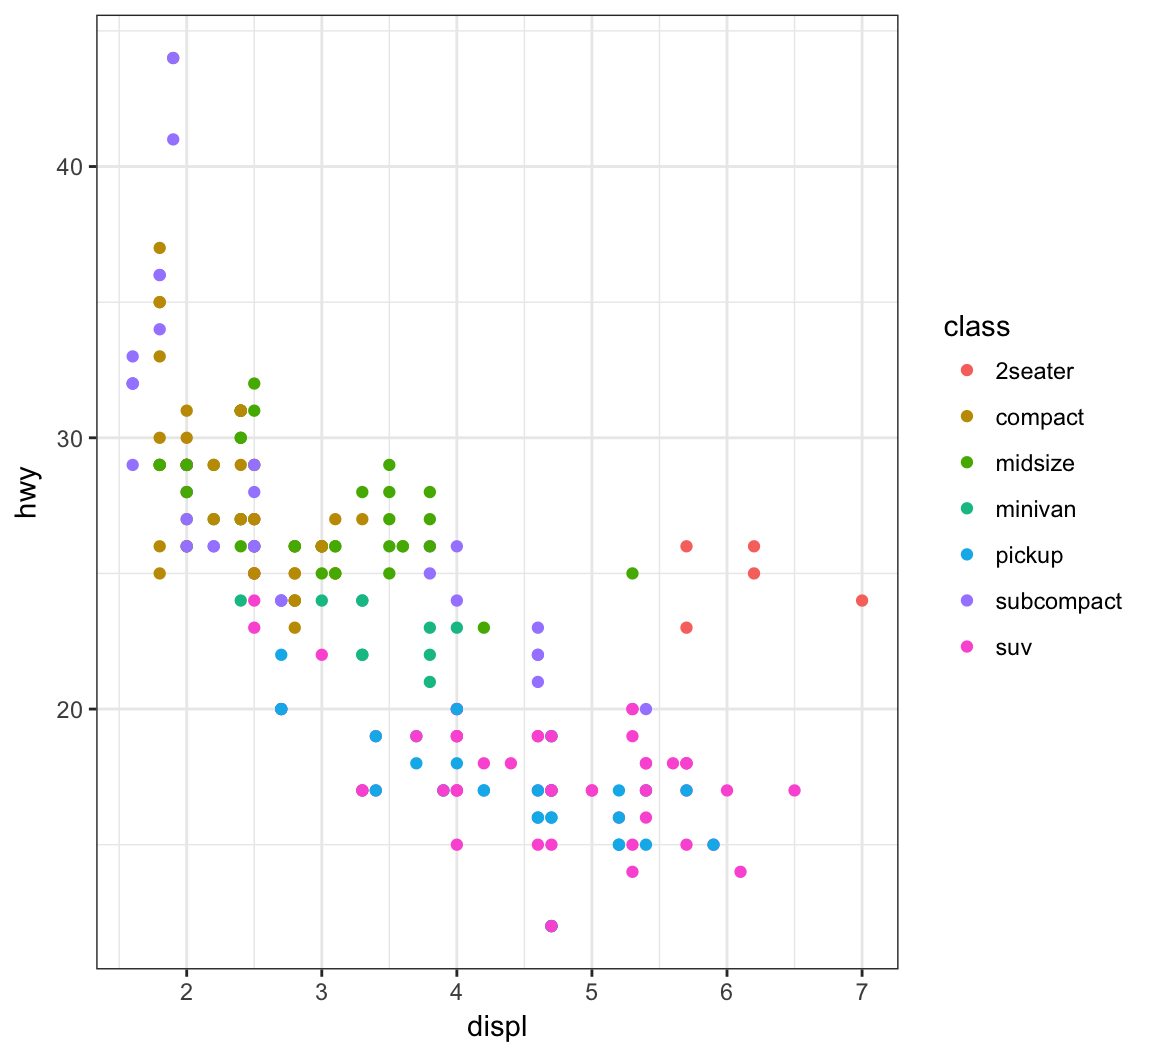 40
30
20
hwy
2 3 4 5 6 7
displ
class
2seater
compact
midsize
minivan
pickup
subcompact
suv